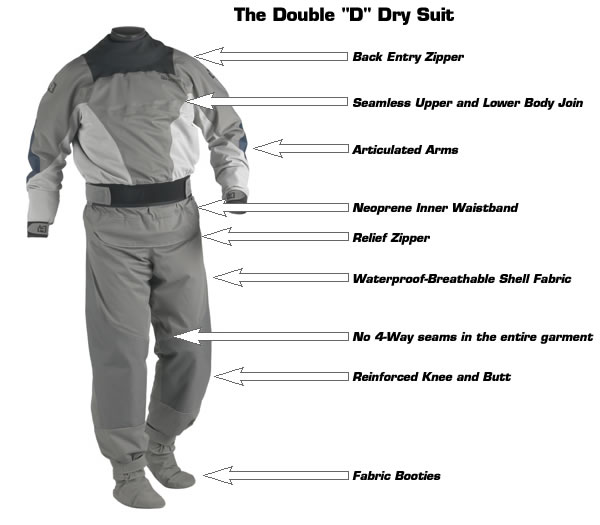 The Double "D" Dry Suit
Back Entry Zipper
Seamless Upper and Lower Body Join
Articulated Arms
Neoprene Inner Waistband
Relief Zipper
Waterproof-Breathable Shell Fabric
No 4-Way seams in the entire garment
Reinforced Knee and Butt
Fabric Booties